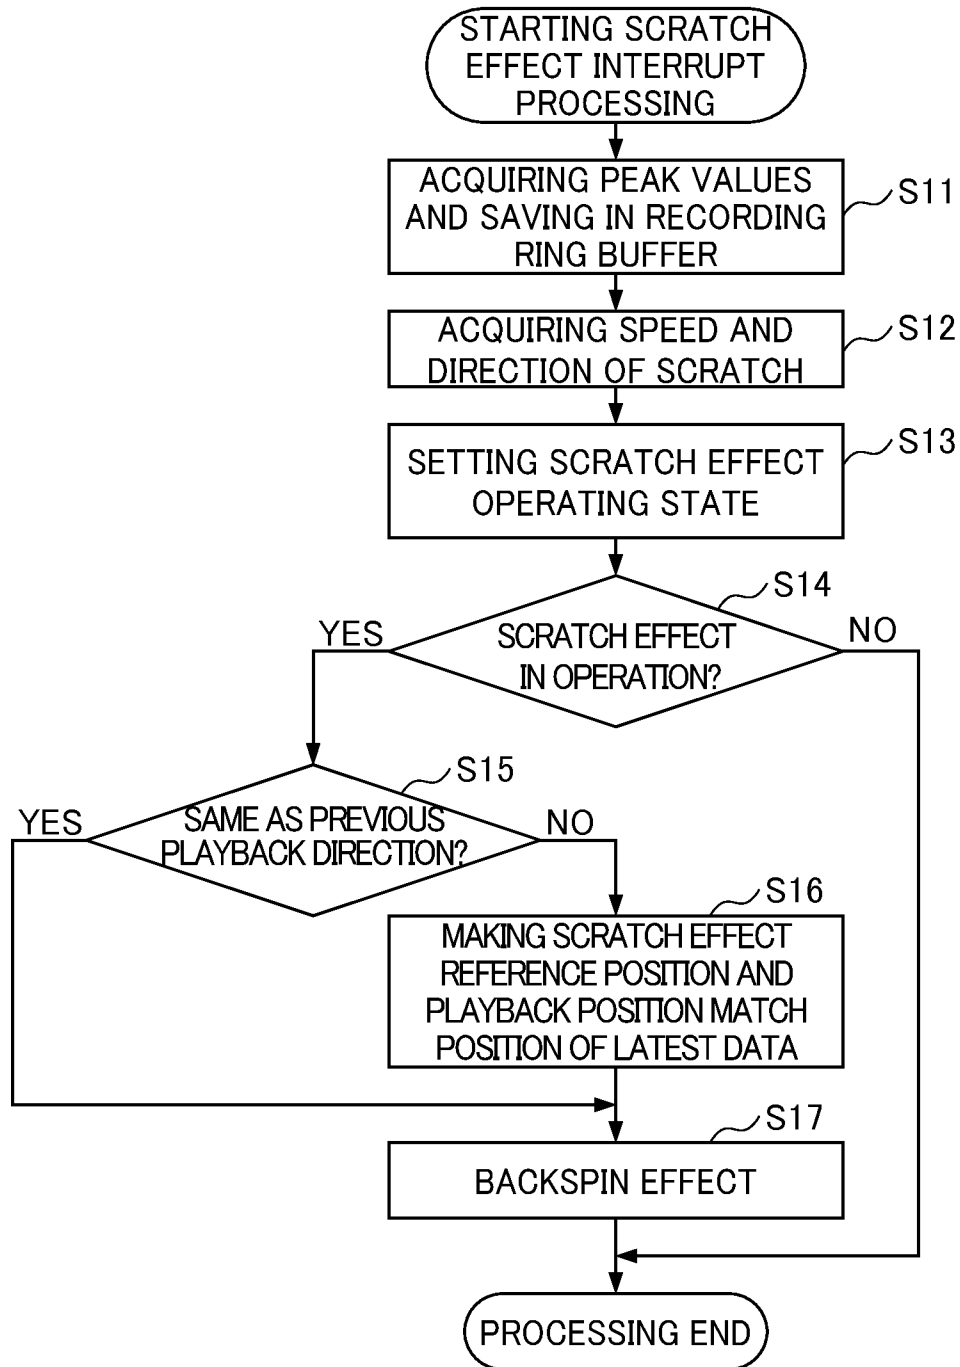 STARTING SCRATCH
EFFECT INTERRUPT
PROCESSING
ACQUIRING PEAK VALUES
AND SAVING IN RECORDING
RING BUFFER
S11
ACQUIRING SPEED AND
DIRECTION OF SCRATCH
S12
SETTING SCRATCH EFFECT
OPERATING STATE
S13
S14
YES
SCRATCH EFFECT
IN OPERATION?
NO
S15
YES
SAME AS PREVIOUS
PLAYBACK DIRECTION?
NO
S16
MAKING SCRATCH EFFECT
REFERENCE POSITION AND
PLAYBACK POSITION MATCH
POSITION OF LATEST DATA
S17
BACKSPIN EFFECT
PROCESSING END